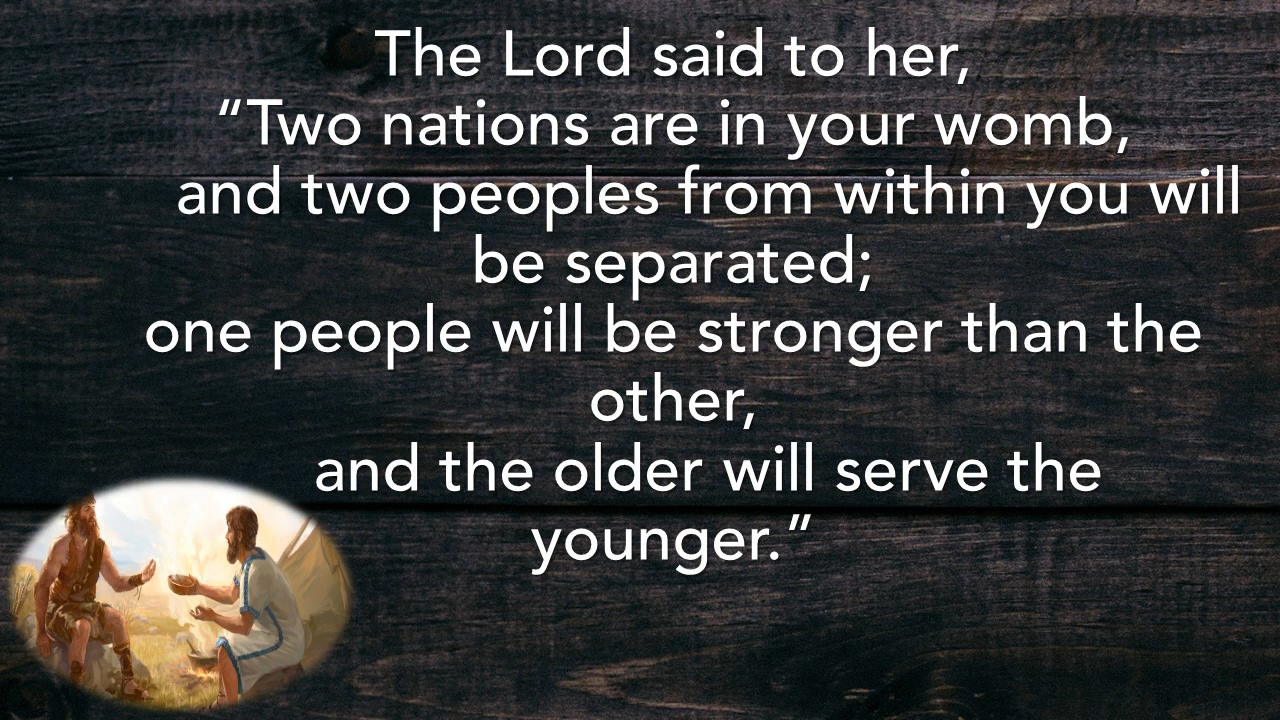 The Lord said to her,
“Two nations are in your womb,
and two peoples from within you will
be separated;
one people will be stronger than the
other,
and the older will serve the
younger.”